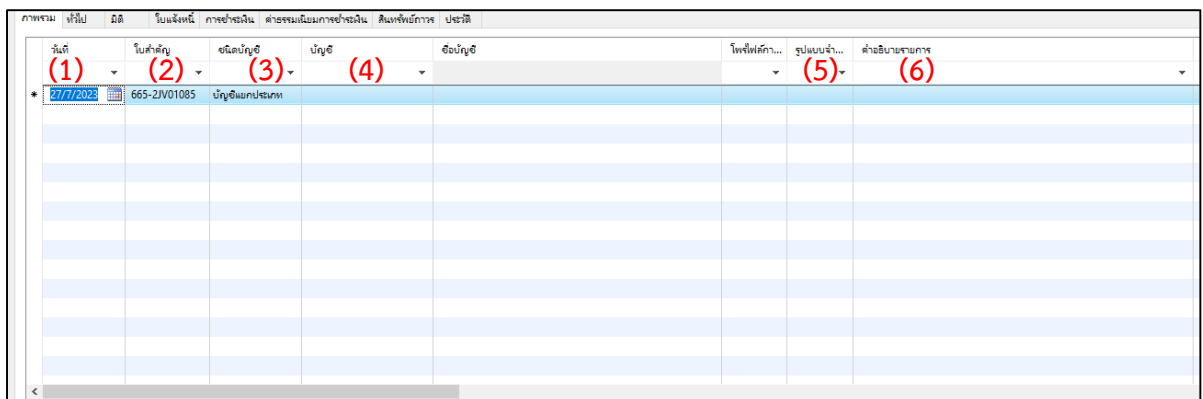 ภาพรวม ทั่วไป มิติ ใบแจ้งหนี้ การชำระเงิน ค่าธรรมเนียมการชำระเงิน สินทรัพย์ถาวร ประวัติ
วันที่ ใบสำคัญ ชนิดบัญชี บัญชี ชื่อบัญชี โพรไฟล์กา... รูปแบบจำ... คำอธิบายรายการ
(1) (2) (3) (4) (5) (6)
* 27/7/2023 665-2JV01085 บัญชีแยกประเภท